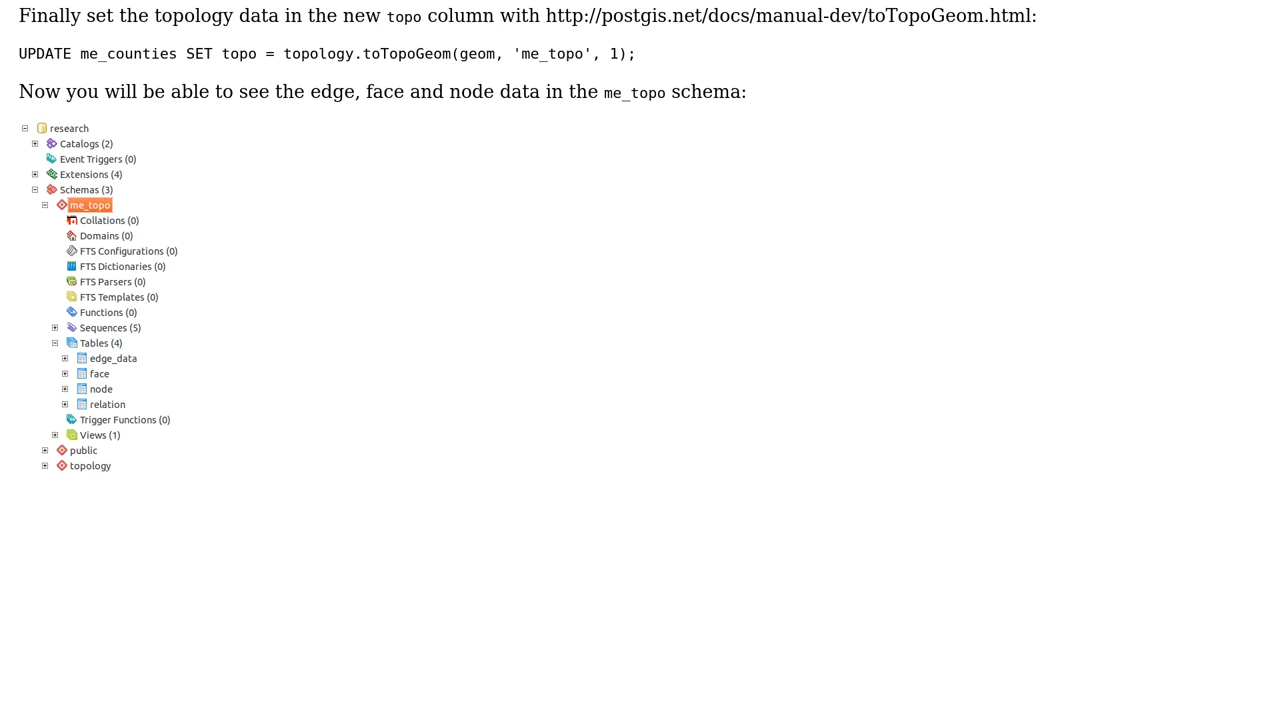 Finally set the topology data in the new topo column with http://postgis.net/docs/manual-dev/toTopoGeom.html:
UPDATE me_counties SET topo = topology.toTopoGeom(geom, 'me_topo', 1);
Now you will be able to see the edge, face and node data in the me_topo schema:
research
Catalogs (2)
Event Triggers (0)
Extensions (4)
Schemas (3)
me_topo
Collations (0)
Domains (0)
FTS Configurations (0)
FTS Dictionaries (0)
FTS Parsers (0)
FTS Templates (0)
Functions (0)
Sequences (5)
Tables (4)
edge_data
face
node
relation
Trigger Functions (0)
Views (1)
public
topology